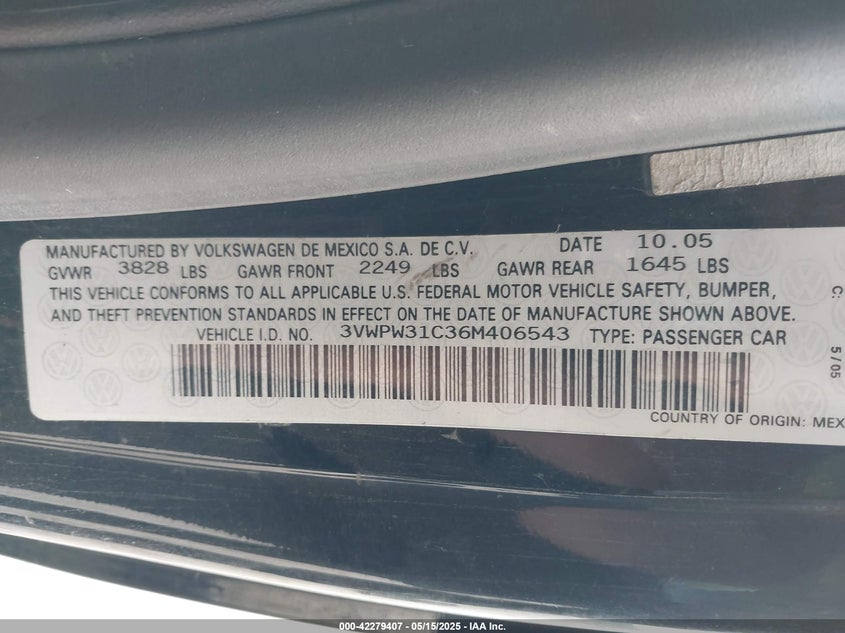 MANUFACTURED BY VOLKSWAGEN DE MEXICO S.A. DE C.V. DATE 10.05
GVWR 3828 LBS GAWR FRONT 2249 LBS GAWR REAR 1645 LBS
THIS VEHICLE CONFORMS TO ALL APPLICABLE U.S. FEDERAL MOTOR VEHICLE SAFETY, BUMPER,
AND THEFT PREVENTION STANDARDS IN EFFECT ON THE DATE OF MANUFACTURE SHOWN ABOVE.
VEHICLE I.D. NO. 3VWPW31C36M406543 TYPE: PASSENGER CAR
COUNTRY OF ORIGIN: MEX
C:
5/05
000-42279407 - 05/15/2025 - IAA Inc.